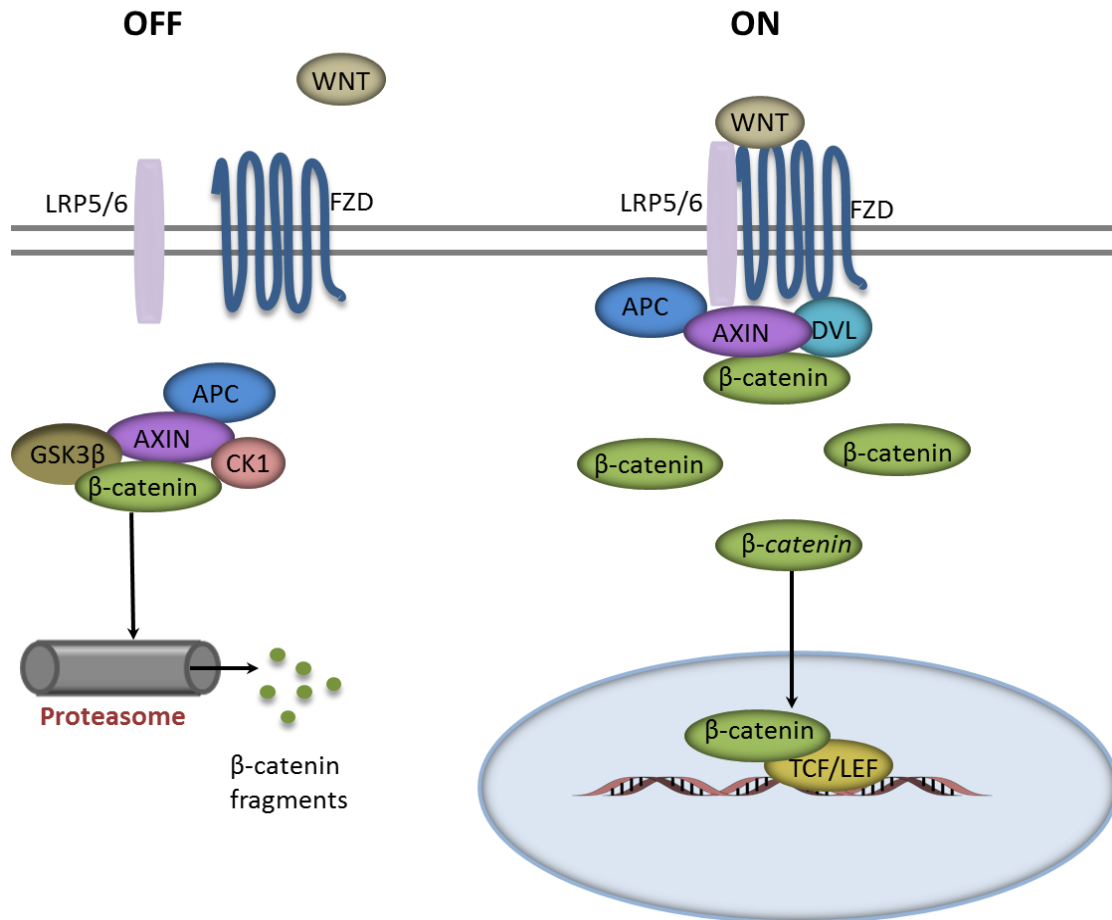 OFF
WNT
LRP5/6
FZD
APC
AXIN
GSK3β
CK1
β-catenin
Proteasome
β-catenin
fragments
ON
WNT
LRP5/6
FZD
APC
AXIN
DVL
β-catenin
β-catenin
β-catenin
β-catenin
β-catenin
TCF/LEF